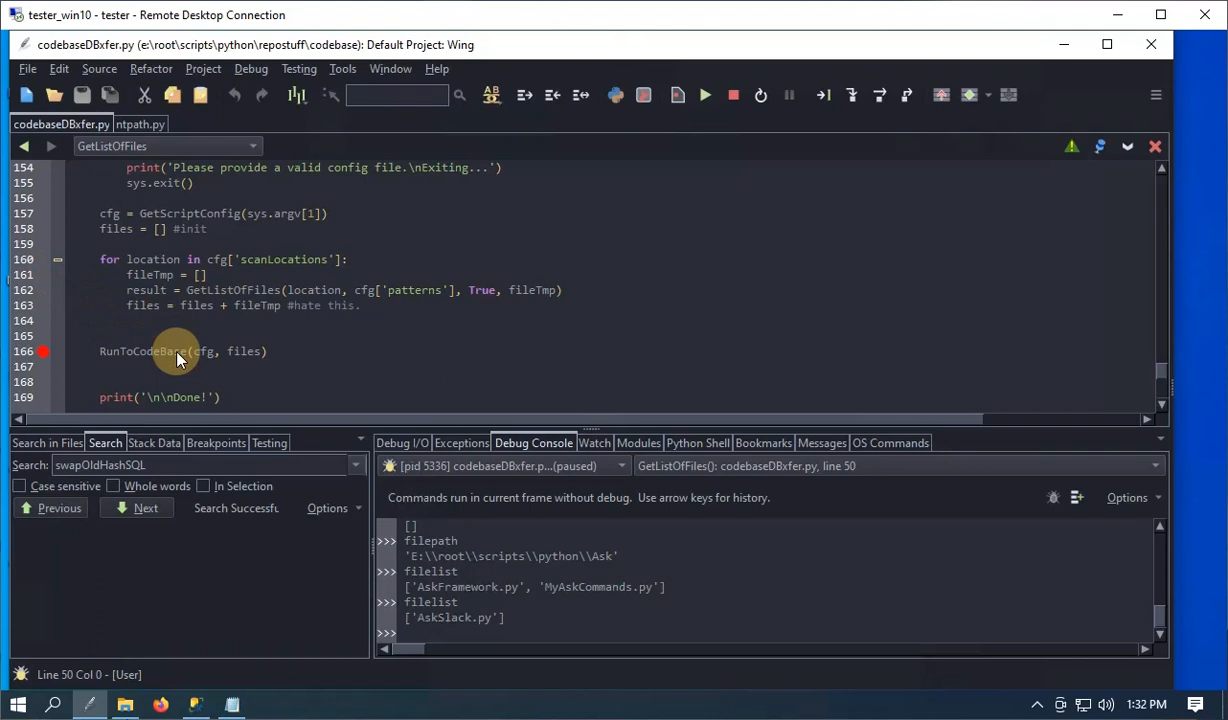 tester_win10 - tester - Remote Desktop Connection
codebaseDBxfer.py (e:\root\scripts\python\repostuff\codebase): Default Project: Wing
File Edit Source Refactor Project Debug Testing Tools Window Help
codebaseDBxfer.py ntpath.py
GetListOfFiles
154 print('Please provide a valid config file.\nExiting...')
155 sys.exit()
156
157 cfg = GetScriptConfig(sys.argv[1])
158 files = [] #init
159
160 for location in cfg['scanLocations']:
161 fileTmp = []
162 result = GetListOfFiles(location, cfg['patterns'], True, fileTmp)
163 files = files + fileTmp #hate this.
164
165
166 RunToCodeBase(cfg, files)
167
168
169 print('\n\nDone!')
Search in Files Search Stack Data Breakpoints Testing
Search: swapOldHashSQL
Case sensitive Whole words In Selection
Previous Next Search Successfu Options
Debug I/O Exceptions Debug Console Watch Modules Python Shell Bookmarks Messages OS Commands
[pid 5336] codebaseDBxfer.p...(paused) GetListOfFiles(): codebaseDBxfer.py, line 50
Commands run in current frame without debug. Use arrow keys for history. Options
[]
>>> filepath
'E:\\root\\scripts\\python\\Ask'
>>> filelist
['AskFramework.py', 'MyAskCommands.py']
>>> filelist
['AskSlack.py']
>>>
Line 50 Col 0 - [User]
1:32 PM